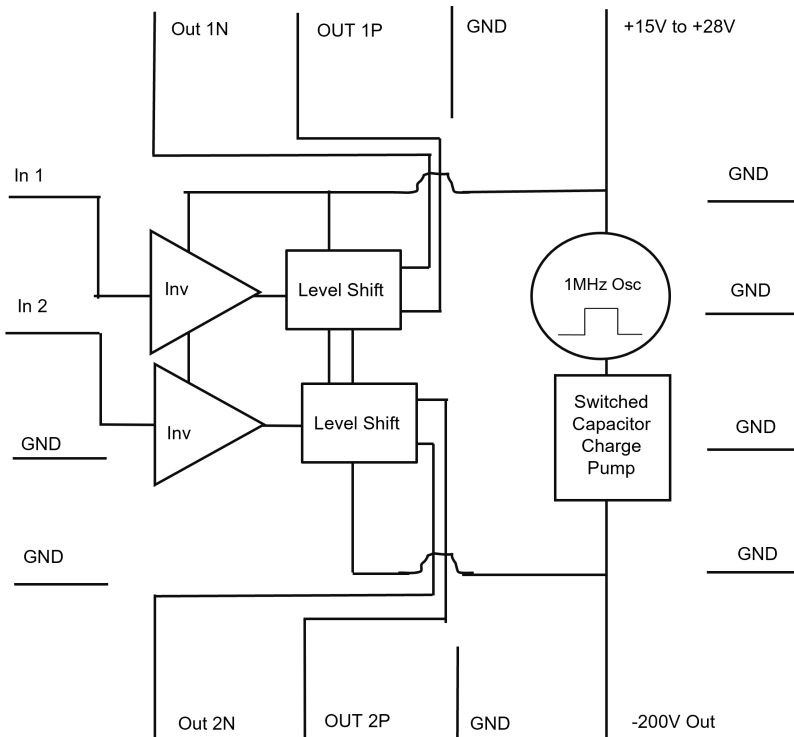 Out 1N
OUT 1P
GND
+15V to +28V
In 1
GND
Inv
Level Shift
1MHz Osc
GND
In 2
Inv
Level Shift
Switched
Capacitor
Charge
Pump
GND
GND
GND
GND
Out 2N
OUT 2P
GND
-200V Out